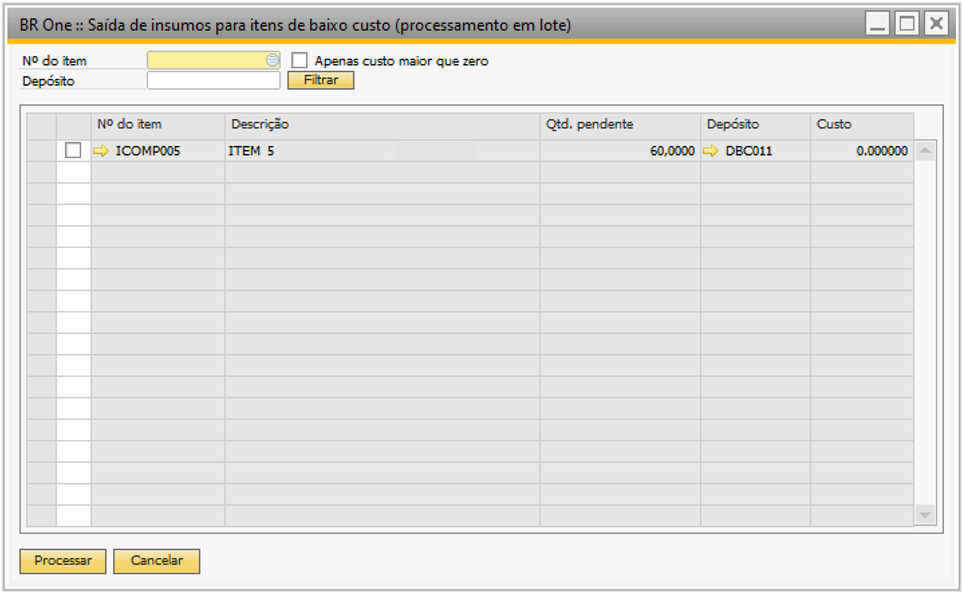 BR One :: Saída de insumos para itens de baixo custo (processamento em lote)
Nº do item Apenas custo maior que zero
Depósito Filtrar
Nº do item Descrição Qtd. pendente Depósito Custo
ICOMP005 ITEM 5 60,0000 DBC011 0.000000
Processar Cancelar